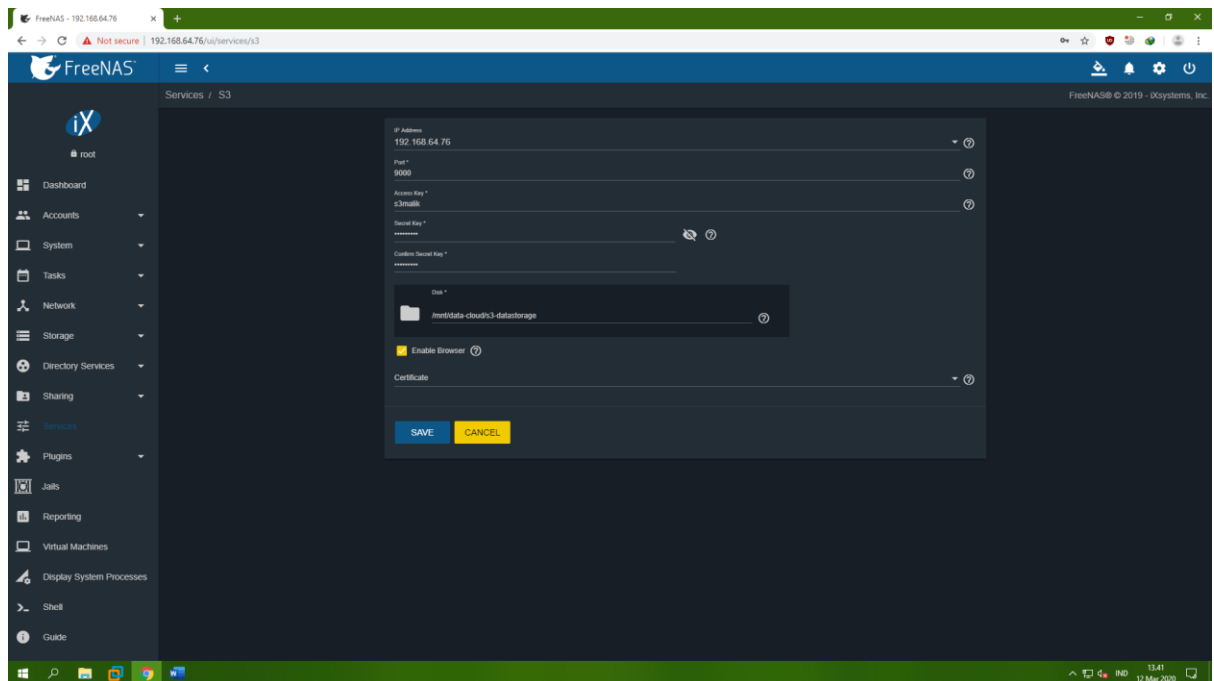 FreeNAS - 192.168.64.76
Not secure | 192.168.64.76/ui/services/s3
FreeNAS
Services / S3
FreeNAS® © 2019 - iXsystems, Inc.
iX
root
Dashboard
Accounts
System
Tasks
Network
Storage
Directory Services
Sharing
Services
Plugins
Jails
Reporting
Virtual Machines
Display System Processes
Shell
Guide
IP Address
192.168.64.76
Port *
9000
Access Key *
s3malik
Secret Key *
•••••••••
Confirm Secret Key *
•••••••••
Disk *
/mnt/data-cloud/s3-datastorage
Enable Browser
Certificate
SAVE
CANCEL
IND
13.41
12 Mar 2020